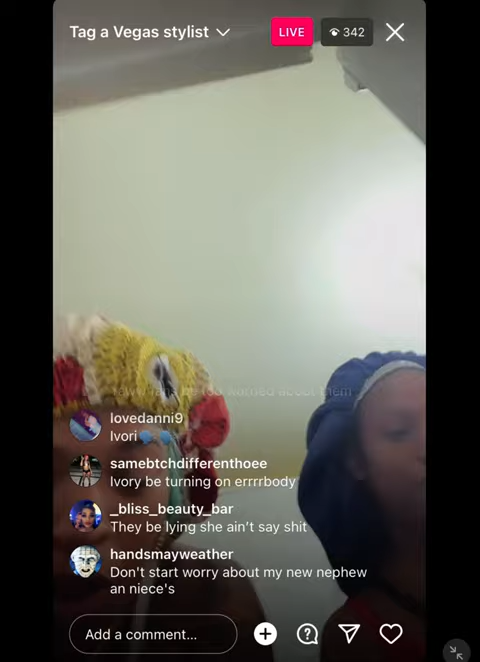 Tag a Vegas stylist
LIVE
342
lovedanni9
Ivori
samebtchdifferenthoee
Ivory be turning on errrrbody
_bliss_beauty_bar
They be lying she ain't say shit
handsmayweather
Don't start worry about my new nephew
an niece's
Add a comment...